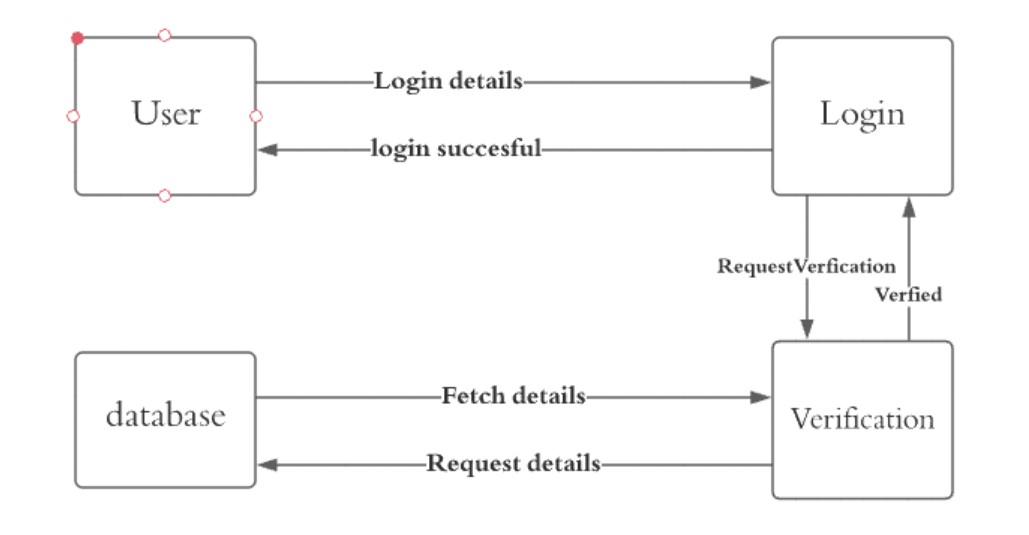 User
Login details
Login
login succesful
RequestVerfication
Verfied
database
Fetch details
Verification
Request details